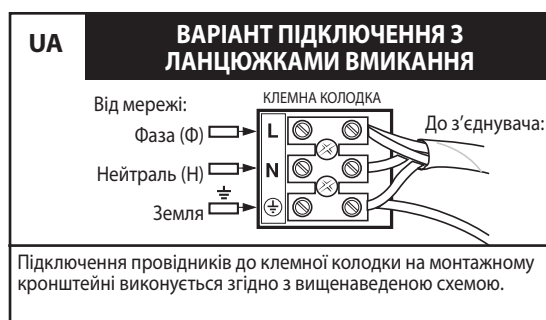 UA
ВАРІАНТ ПІДКЛЮЧЕННЯ З
ЛАНЦЮЖКАМИ ВМИКАННЯ
Від мережі:
КЛЕМНА КОЛОДКА
Фаза (Ф)
L
До з’єднувача:
Нейтраль (Н)
N
Земля
Підключення провідників до клемної колодки на монтажному
кронштейні виконується згідно з вищенаведеною схемою.